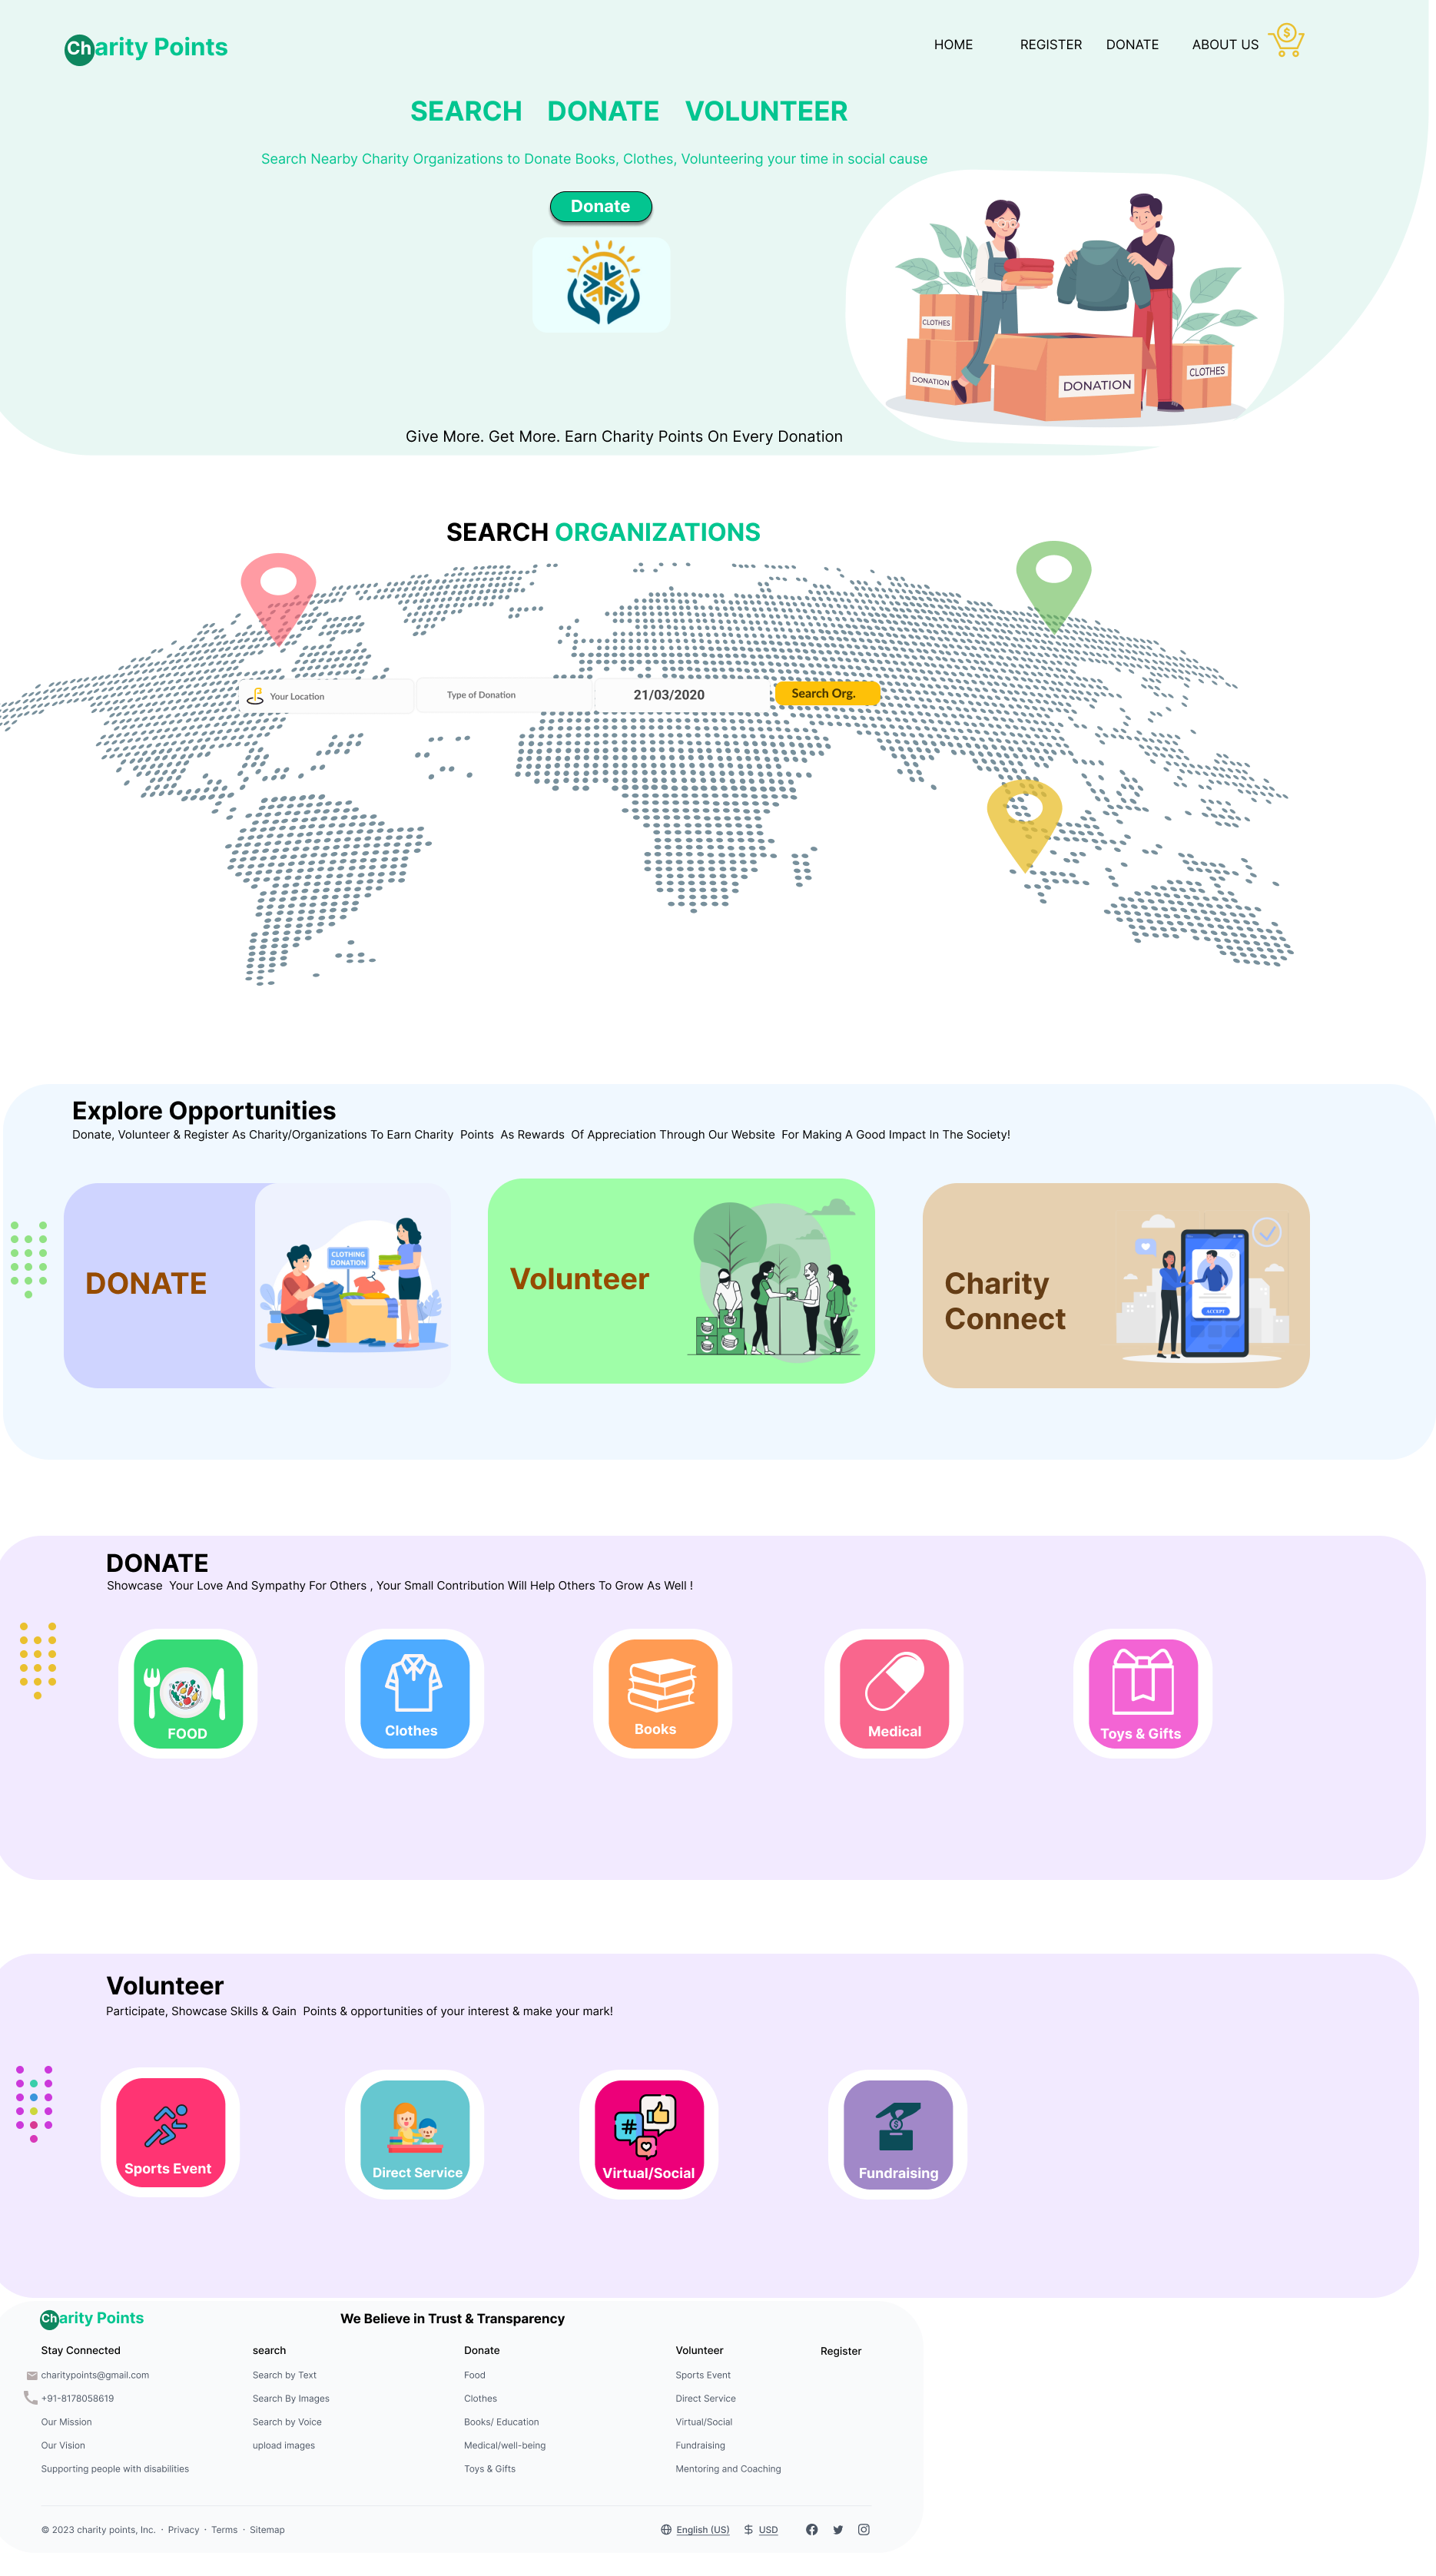 Charity Points
HOME REGISTER DONATE ABOUT US
$
SEARCH DONATE VOLUNTEER
Search Nearby Charity Organizations to Donate Books, Clothes, Volunteering your time in social cause
Donate
CLOTHES
DONATION
DONATION
CLOTHES
Give More. Get More. Earn Charity Points On Every Donation
SEARCH ORGANIZATIONS
Your Location
Type of Donation
21/03/2020
Search Org.
Explore Opportunities
Donate, Volunteer & Register As Charity/Organizations To Earn Charity Points As Rewards Of Appreciation Through Our Website For Making A Good Impact In The Society!
DONATE
CLOTHING
DONATION
Volunteer
Charity
Connect
ACCEPT
DONATE
Showcase Your Love And Sympathy For Others , Your Small Contribution Will Help Others To Grow As Well !
FOOD
Clothes
Books
Medical
Toys & Gifts
Volunteer
Participate, Showcase Skills & Gain Points & opportunities of your interest & make your mark!
Sports Event
Direct Service
#
Virtual/Social
$
Fundraising
Charity Points
We Believe in Trust & Transparency
Stay Connected
charitypoints@gmail.com
+91-8178058619
Our Mission
Our Vision
Supporting people with disabilities
search
Search by Text
Search By Images
Search by Voice
upload images
Donate
Food
Clothes
Books/ Education
Medical/well-being
Toys & Gifts
Volunteer
Sports Event
Direct Service
Virtual/Social
Fundraising
Mentoring and Coaching
Register
© 2023 charity points, Inc. · Privacy · Terms · Sitemap
English (US)
$ USD